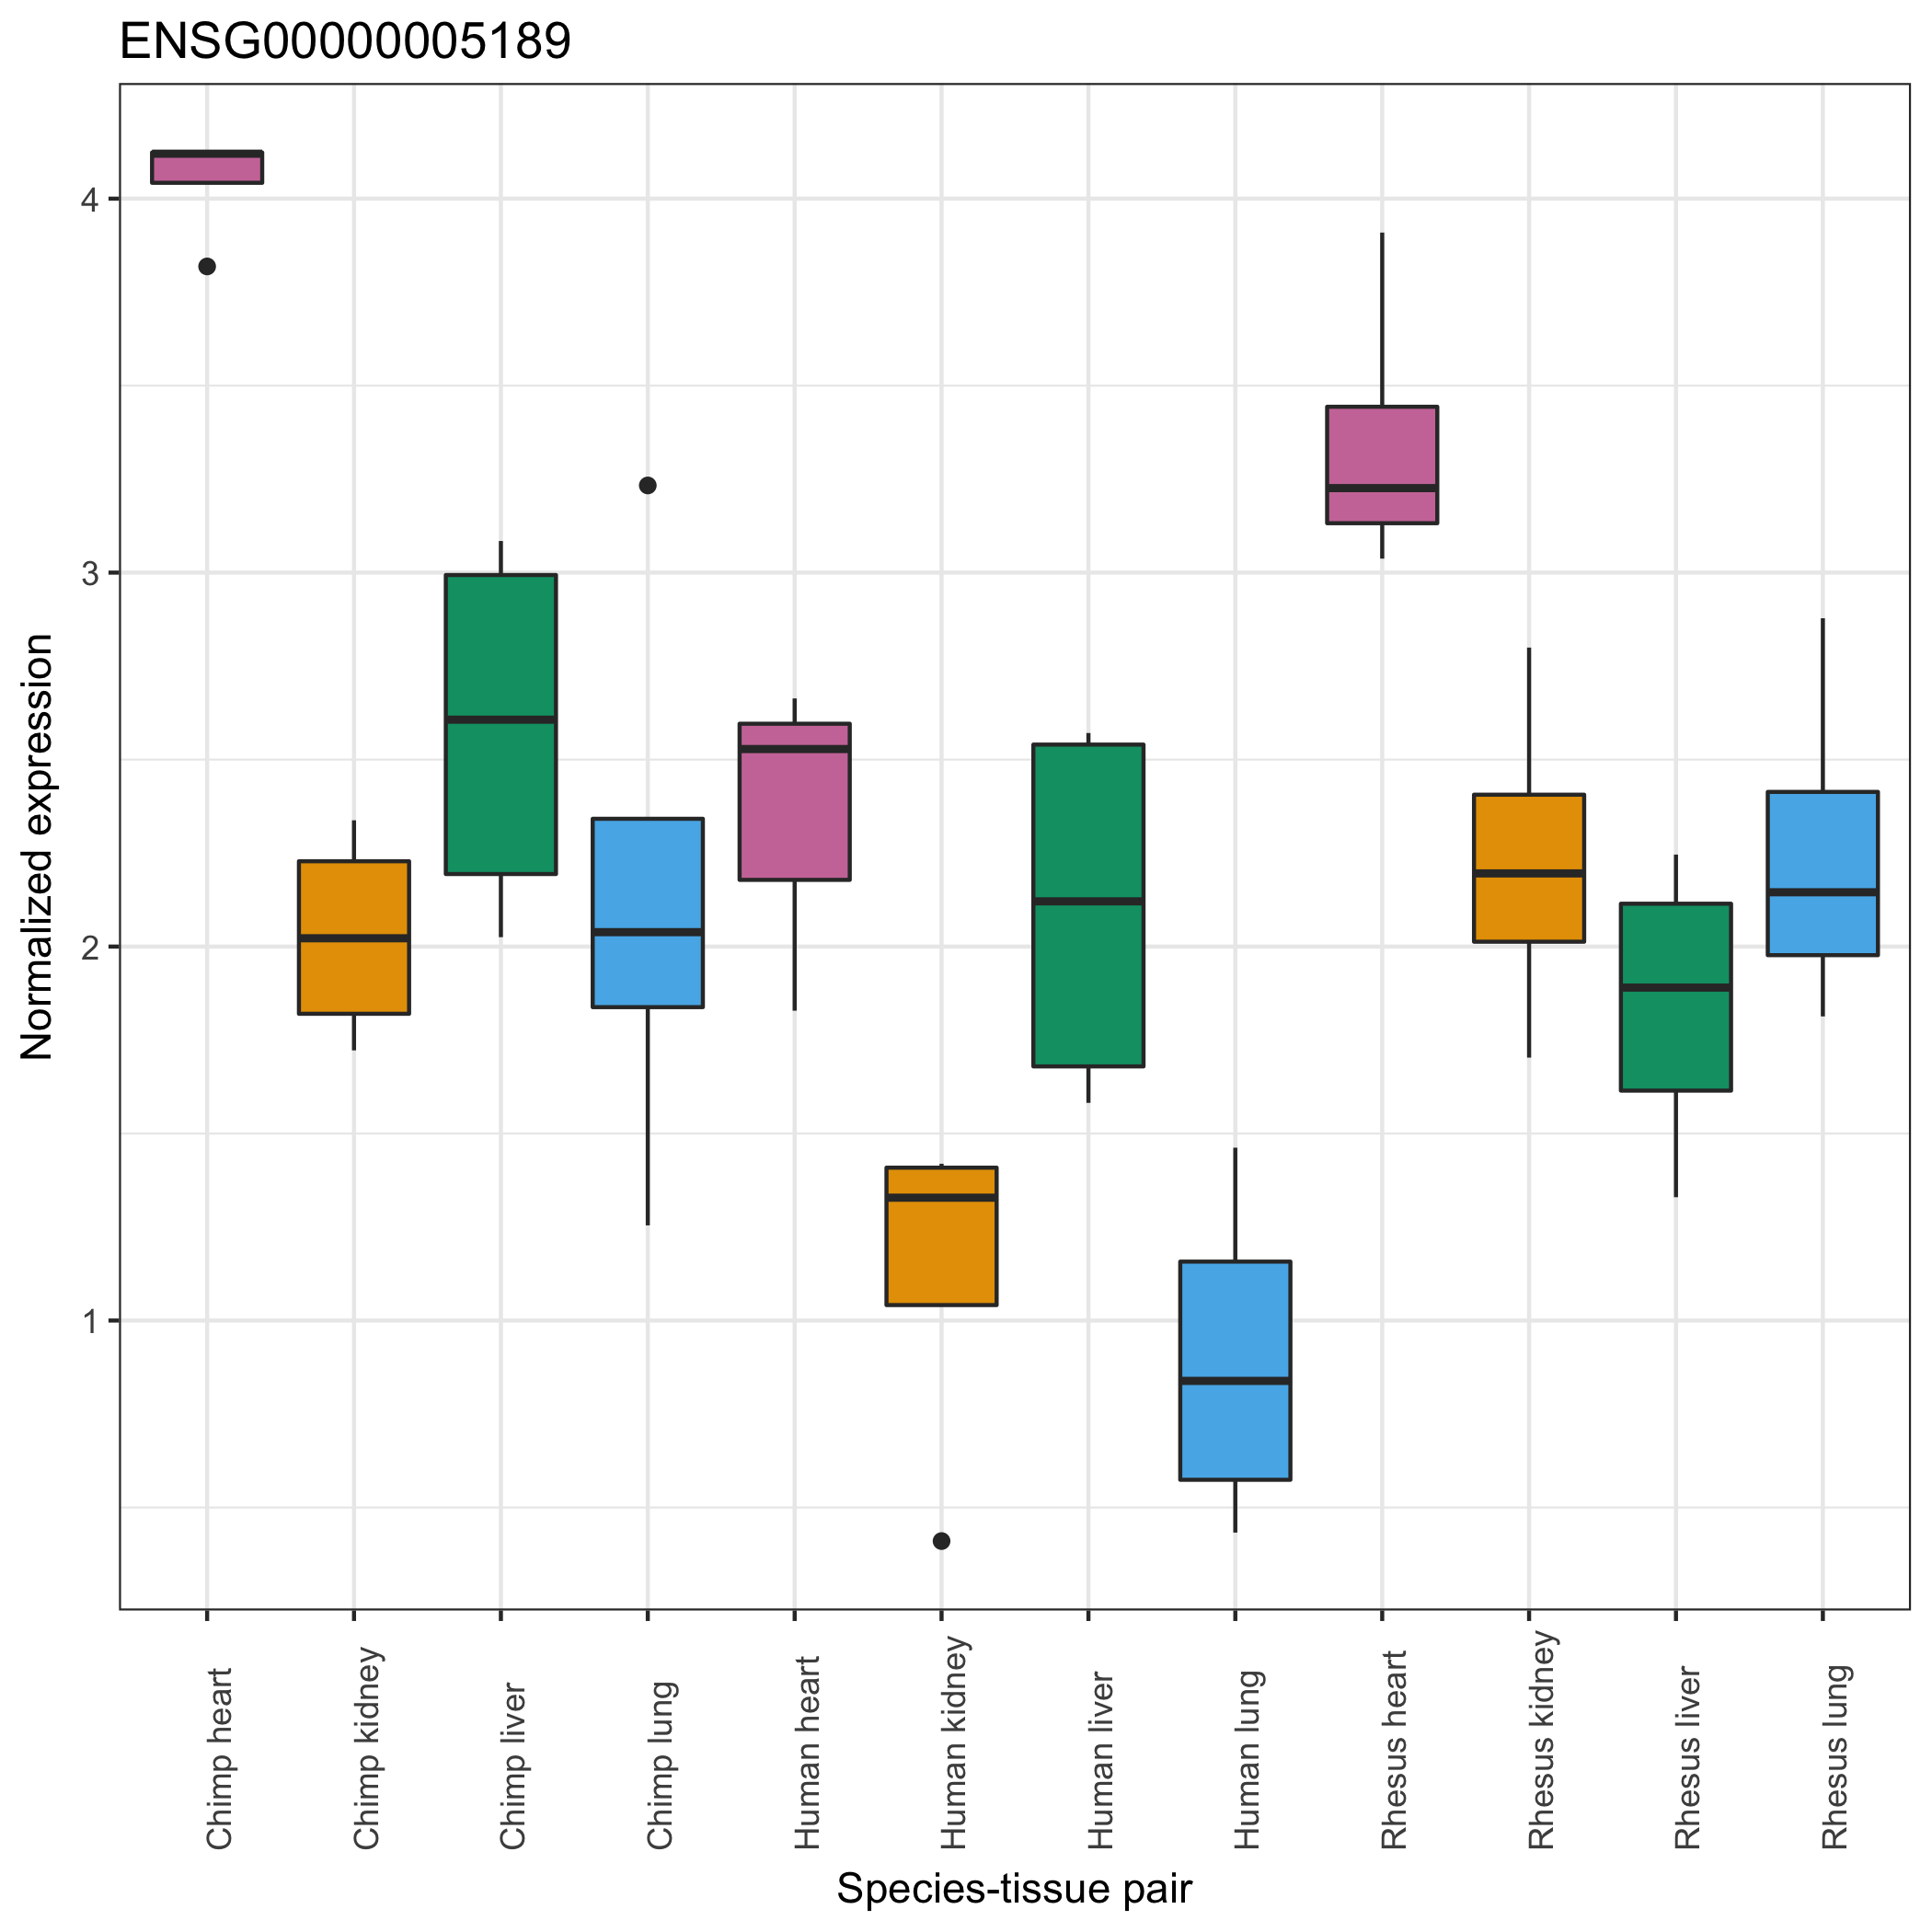 ENSG00000005189
4
3
2
1
Normalized expression
Chimp heart
Chimp kidney
Chimp liver
Chimp lung
Human heart
Human kidney
Human liver
Human lung
Rhesus heart
Rhesus kidney
Rhesus liver
Rhesus lung
Species-tissue pair